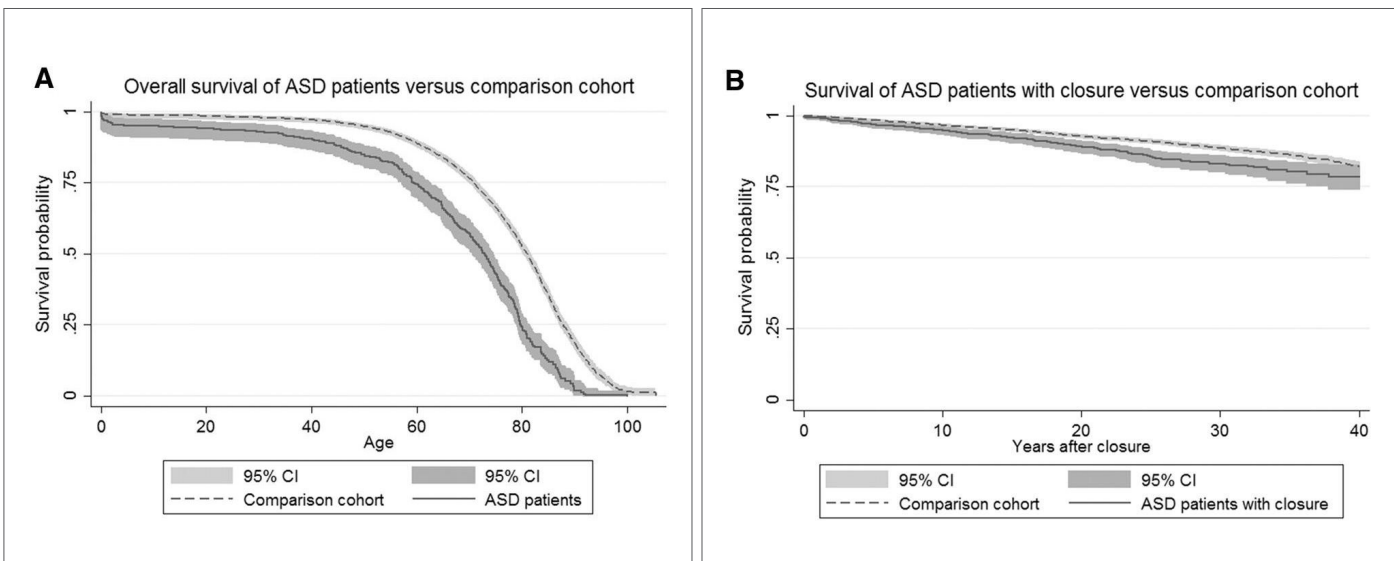 A
Overall survival of ASD patients versus comparison cohort
Survival probability
1
.75
.5
.25
0
0 20 40 60 80 100
Age
95% CI 95% CI
Comparison cohort ASD patients
B
Survival of ASD patients with closure versus comparison cohort
Survival probability
1
.75
.5
.25
0
0 10 20 30 40
Years after closure
95% CI 95% CI
Comparison cohort ASD patients with closure